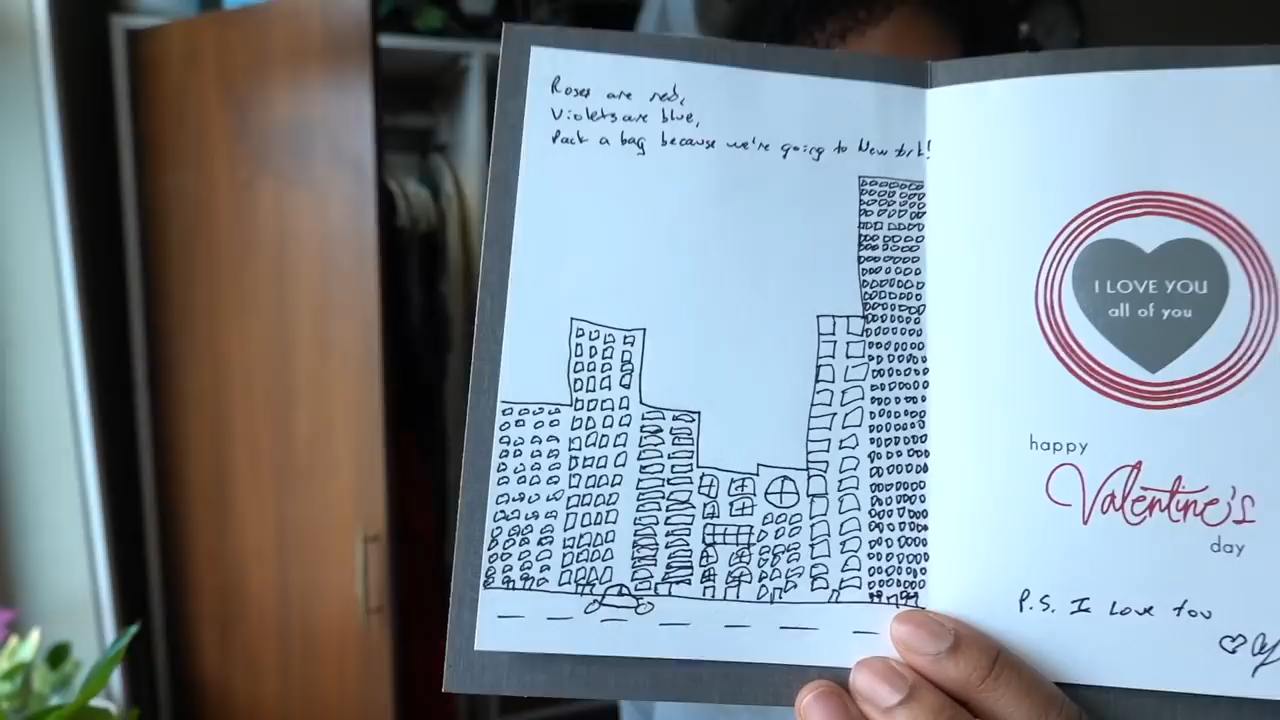 Roses are red,
Violets are blue,
Pack a bag because we're going to New York!
I LOVE YOU
all of you
happy
Valentine's
day
P.S. I Love You